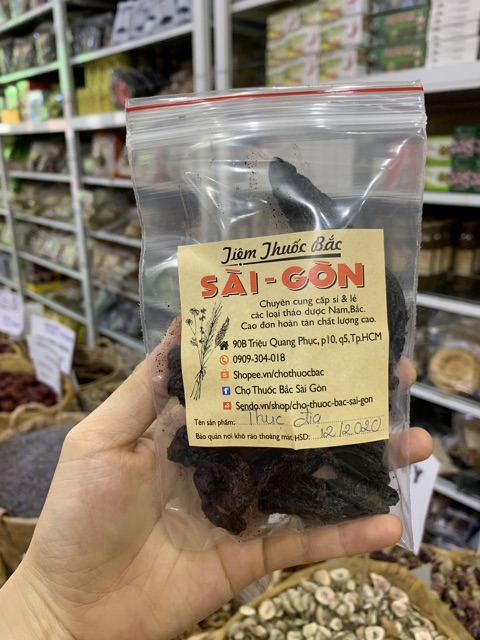 Tiệm Thuốc Bắc
SÀI-GÒN
Chuyên cung cấp sỉ & lẻ
các loại thảo dược Nam,Bắc.
Cao đơn hoàn tán chất lượng cao.
90B Triệu Quang Phục, p10, q5,Tp.HCM
0909-304-018
Shopee.vn/chothuocbac
Chợ Thuốc Bắc Sài Gòn
Sendo.vn/shop/cho-thuoc-bac-sai-gon
Tên sản phẩm: Thục địa
Bảo quản nơi khô ráo thoáng mát, HSD: 12/2020